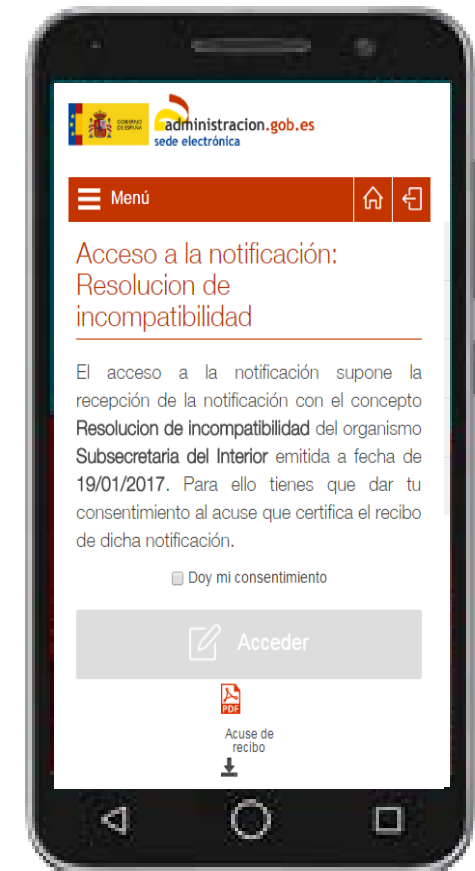 GOBIERNO
DE ESPAÑA
administracion.gob.es
sede electrónica
Menú
Acceso a la notificación:
Resolucion de
incompatibilidad
El acceso a la notificación supone la
recepción de la notificación con el concepto
Resolucion de incompatibilidad del organismo
Subsecretaria del Interior emitida a fecha de
19/01/2017. Para ello tienes que dar tu
consentimiento al acuse que certifica el recibo
de dicha notificación.
Doy mi consentimiento
Acceder
PDF
Acuse de
recibo